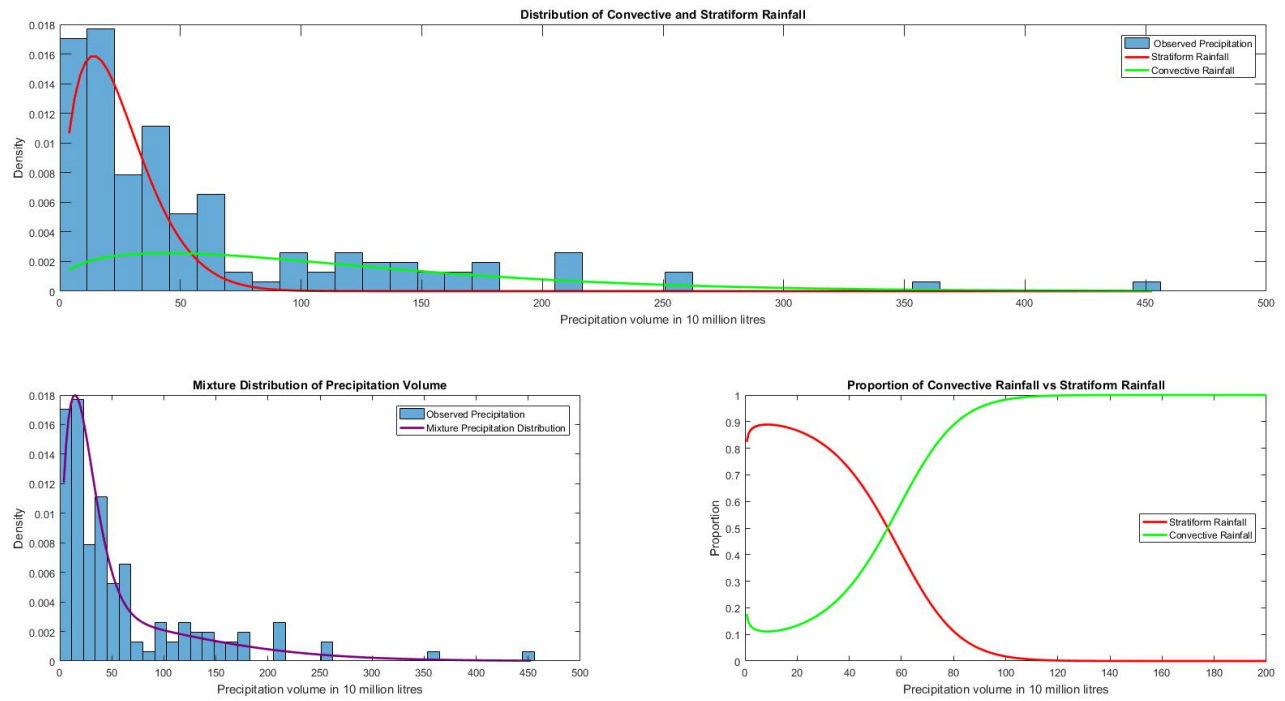 Distribution of Convective and Stratiform Rainfall
0.018
0.016
0.014
0.012
0.01
0.008
0.006
0.004
0.002
0
Density
Observed Precipitation
Stratiform Rainfall
Convective Rainfall
0 50 100 150 200 250 300 350 400 450 500
Precipitation volume in 10 million litres
Mixture Distribution of Precipitation Volume
0.018
0.016
0.014
0.012
0.01
0.008
0.006
0.004
0.002
0
Density
Observed Precipitation
Mixture Precipitation Distribution
0 50 100 150 200 250 300 350 400 450 500
Precipitation volume in 10 million litres
Proportion of Convective Rainfall vs Stratiform Rainfall
1
0.9
0.8
0.7
0.6
0.5
0.4
0.3
0.2
0.1
0
Proportion
Stratiform Rainfall
Convective Rainfall
0 20 40 60 80 100 120 140 160 180 200
Precipitation volume in 10 million litres